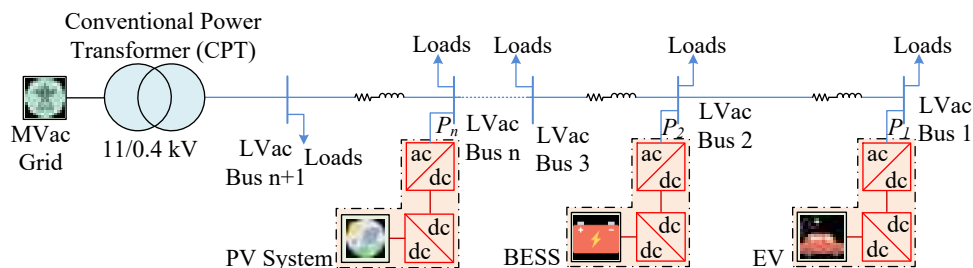 Conventional Power
Transformer (CPT)
MVac
Grid
11/0.4 kV
LVac
Bus n+1
Loads
Loads
LVac
Bus n
Pn
Loads
LVac
Bus 3
Loads
LVac
Bus 2
P2
Loads
LVac
Bus 1
P1
ac
dc
dc
dc
PV System
ac
dc
dc
dc
BESS
ac
dc
dc
dc
EV